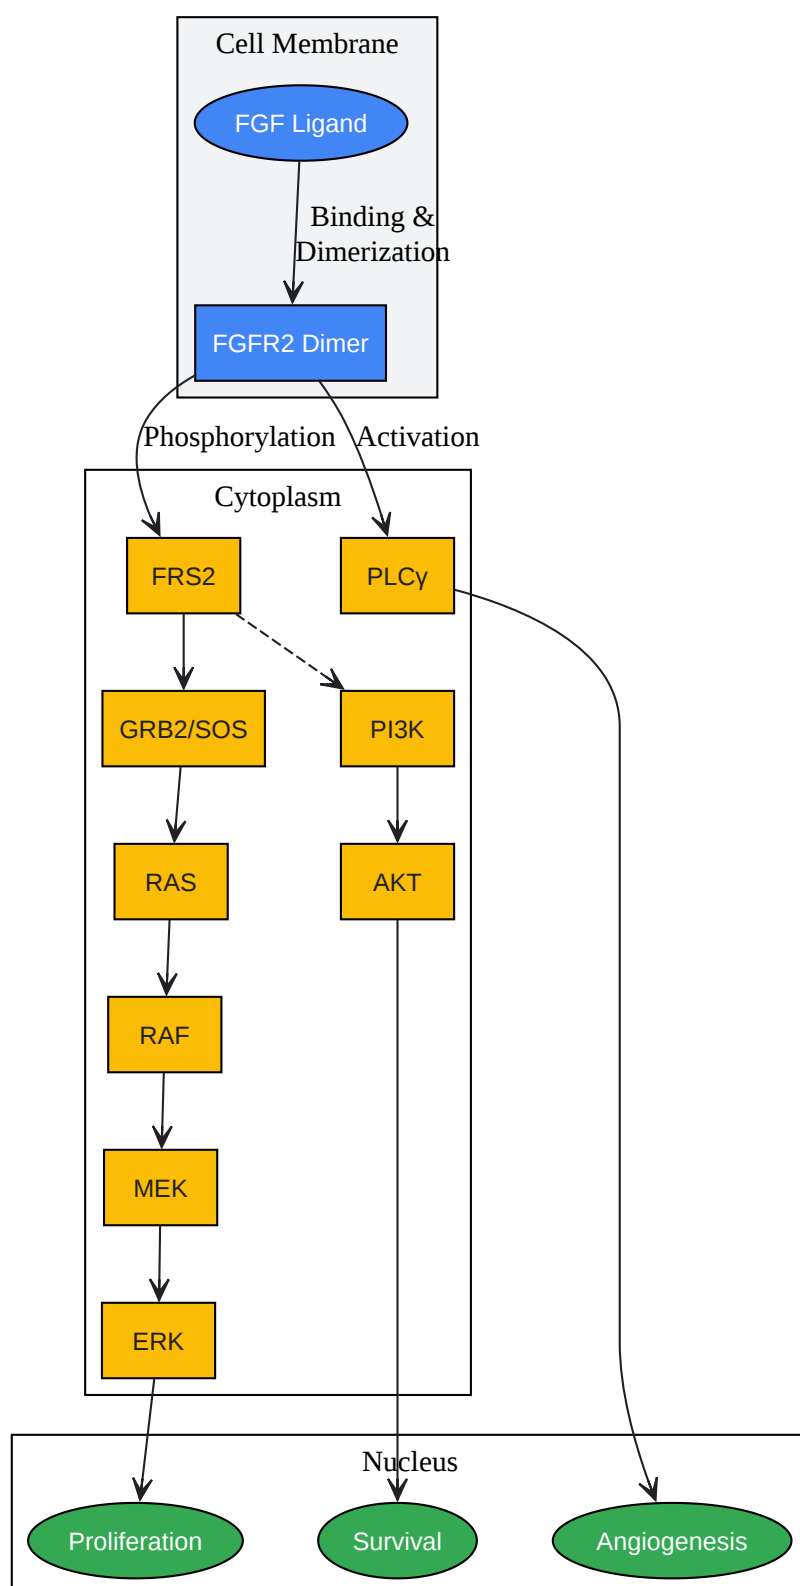 Cell Membrane
FGF Ligand
Binding &
Dimerization
FGFR2 Dimer
Phosphorylation
Activation
Cytoplasm
FRS2
PLCγ
GRB2/SOS
PI3K
RAS
AKT
RAF
MEK
ERK
Nucleus
Proliferation
Survival
Angiogenesis